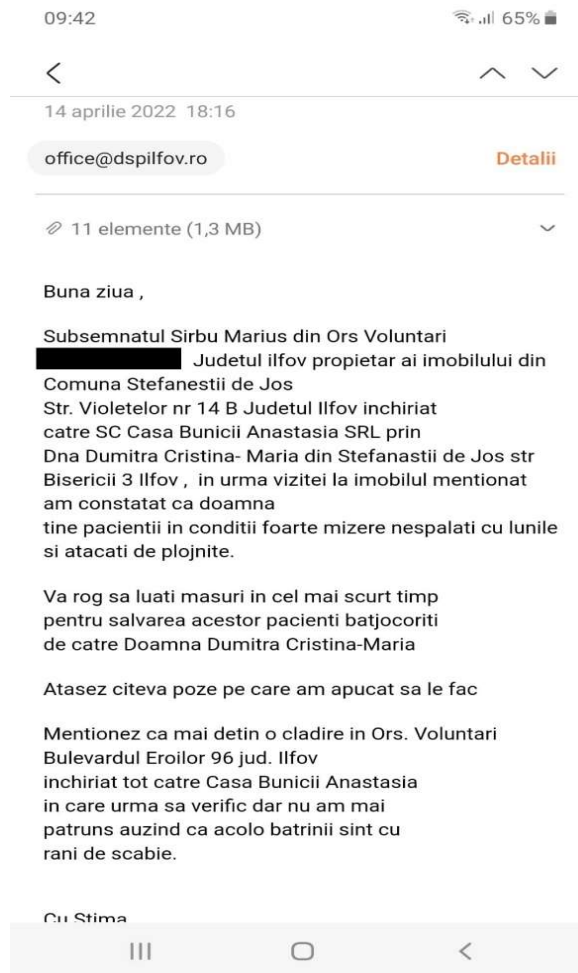 09:42
65%
14 aprilie 2022 18:16
office@dspilfov.ro
Detalii
11 elemente (1,3 MB)
Buna ziua ,
Subsemnatul Sirbu Marius din Ors Voluntari
Judetul ilfov propietar ai imobilului din
Comuna Stefanestii de Jos
Str. Violetelor nr 14 B Judetul Ilfov inchiriat
catre SC Casa Bunicii Anastasia SRL prin
Dna Dumitra Cristina- Maria din Stefanastii de Jos str
Bisericii 3 Ilfov , in urma vizitei la imobilul mentionat
am constatat ca doamna
tine pacientii in conditii foarte mizere nespalati cu lunile
si atacati de plojnite.
Va rog sa luati masuri in cel mai scurt timp
pentru salvarea acestor pacienti batjocoriti
de catre Doamna Dumitra Cristina-Maria
Atasez citeva poze pe care am apucat sa le fac
Mentionez ca mai detin o cladire in Ors. Voluntari
Bulevardul Eroilor 96 jud. Ilfov
inchiriat tot catre Casa Bunicii Anastasia
in care urma sa verific dar nu am mai
patruns auzind ca acolo batrinii sint cu
rani de scabie.
Cu Stima